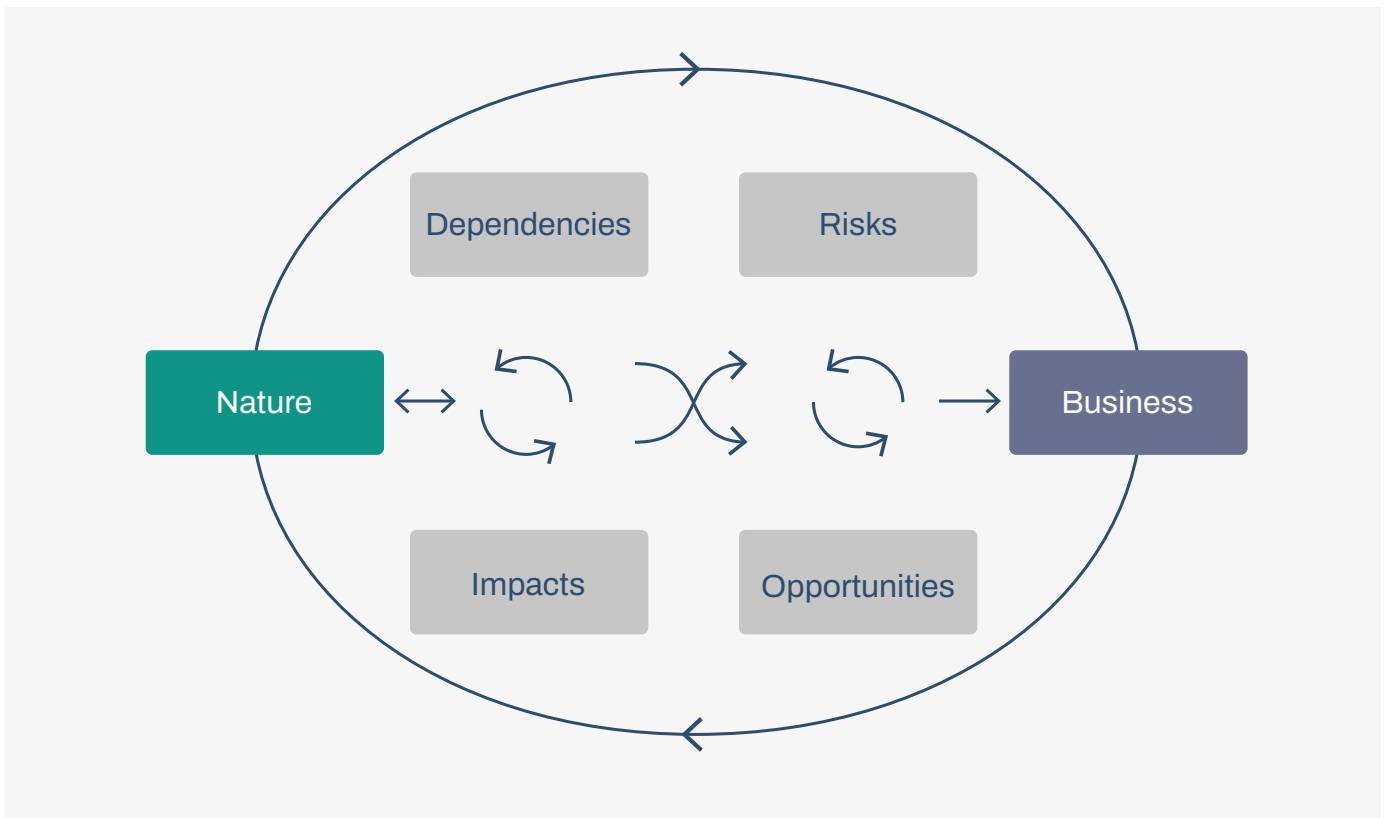 Dependencies
Risks
Nature
Business
Impacts
Opportunities